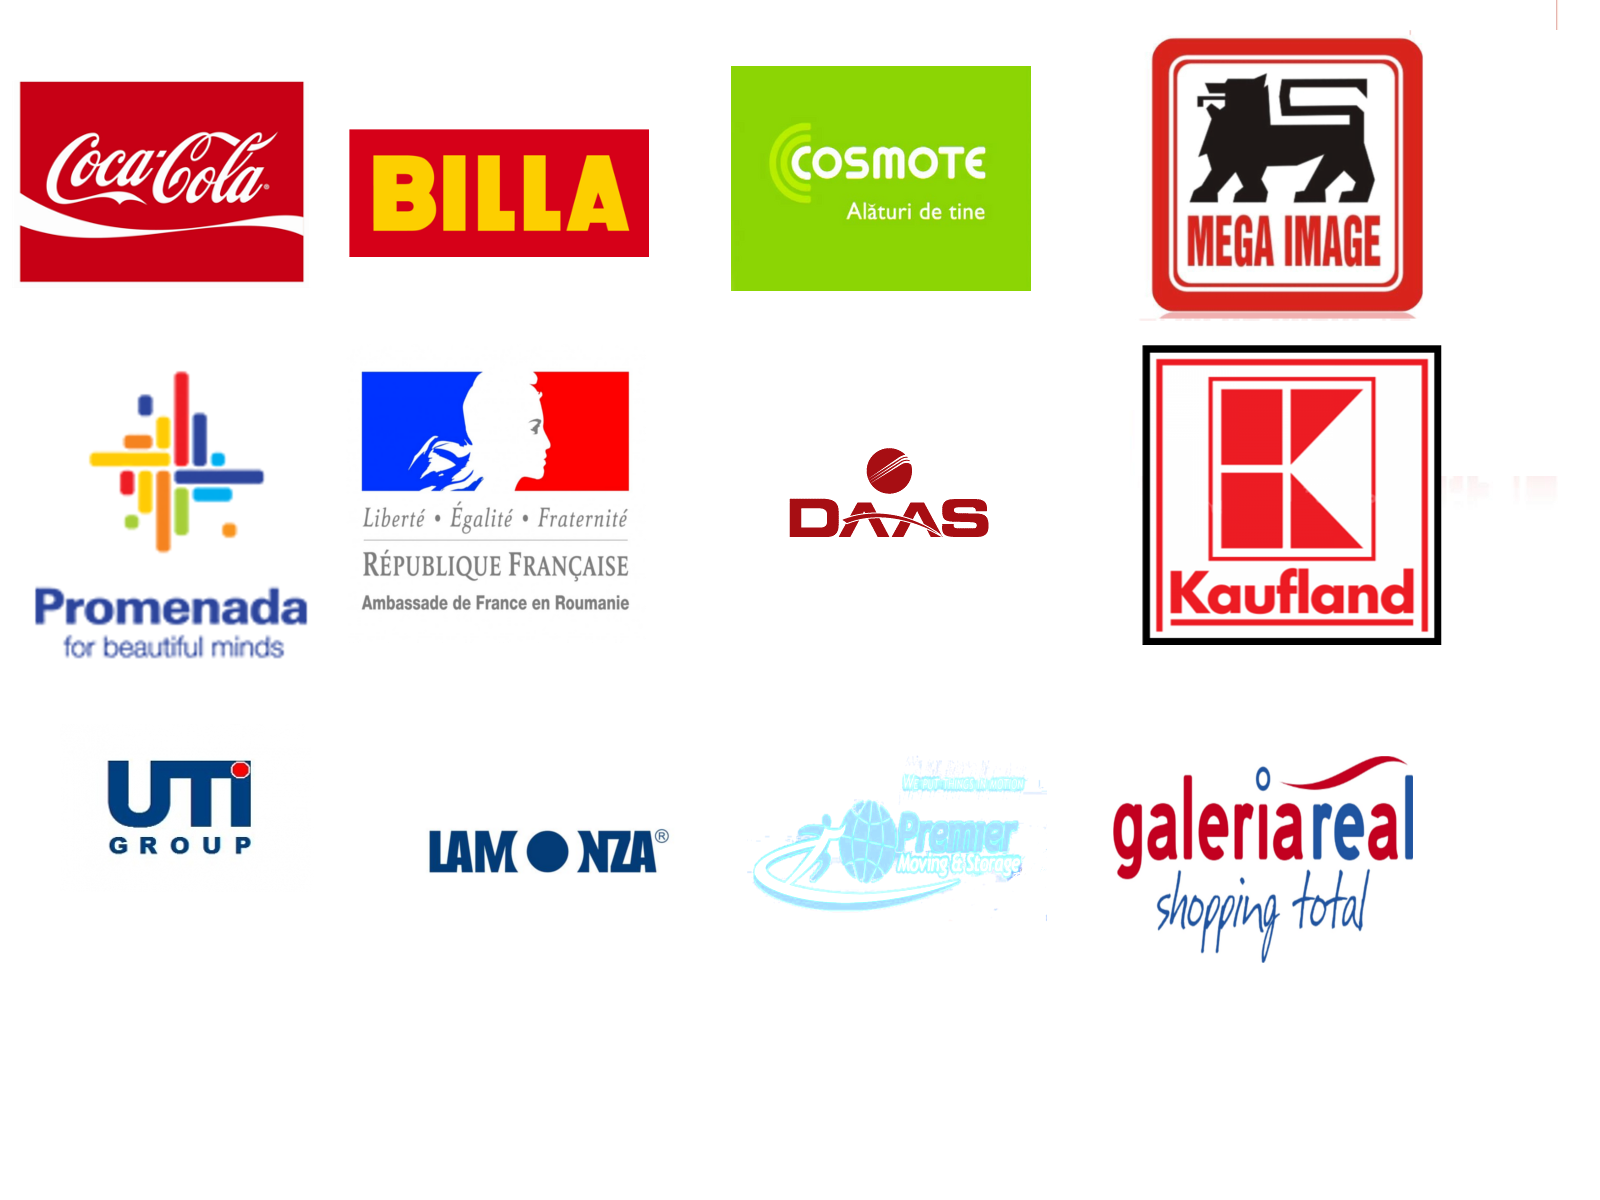 Coca-Cola
BILLA
COSMOTE
Alături de tine
MEGA IMAGE
Promenada
for beautiful minds
Liberté • Égalité • Fraternité
RÉPUBLIQUE FRANÇAISE
Ambassade de France en Roumanie
DAAS
Kaufland
UTi
GROUP
LAMONZA®
Premier
Moving & Storage
galeriareal
shopping total